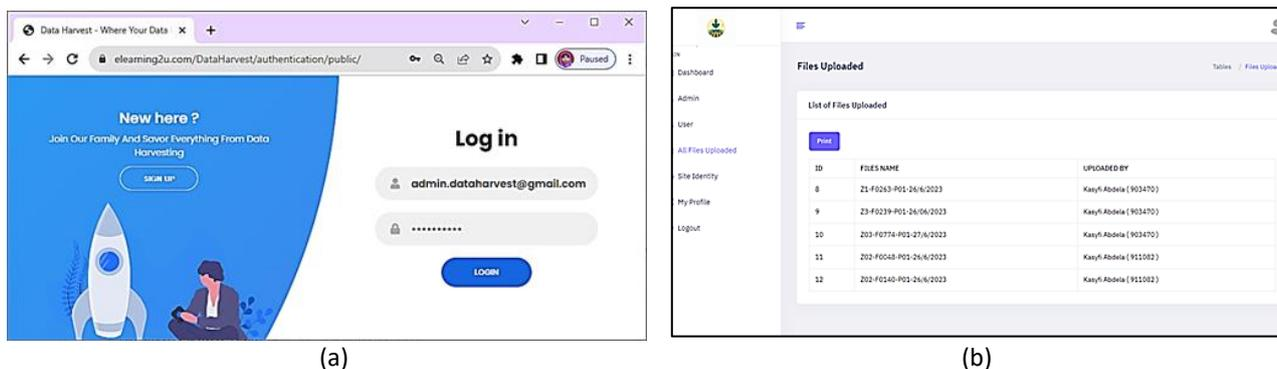 Data Harvest - Where Your Data
elearning2u.com/DataHarvest/authentication/public/
Paused
New here ?
Join Our Family And Savor Everything From Data
Harvesting
SIGN UP
Log in
admin.dataharvest@gmail.com
LOGIN
(a)
Dashboard
Admin
User
All Files Uploaded
Site Identity
My Profile
Logout
Files Uploaded
Tables / Files Uploa
List of Files Uploaded
Print
ID FILES NAME UPLOADED BY
8 Z1-F0263-P01-26/6/2023 Kasyfi Abdela ( 903470 )
9 Z3-F0239-P01-26/06/2023 Kasyfi Abdela ( 903470 )
10 Z03-F0774-P01-27/6/2023 Kasyfi Abdela ( 903470 )
11 Z02-F0048-P01-26/6/2023 Kasyfi Abdela ( 911082 )
12 Z02-F0140-P01-26/6/2023 Kasyfi Abdela ( 911082 )
(b)